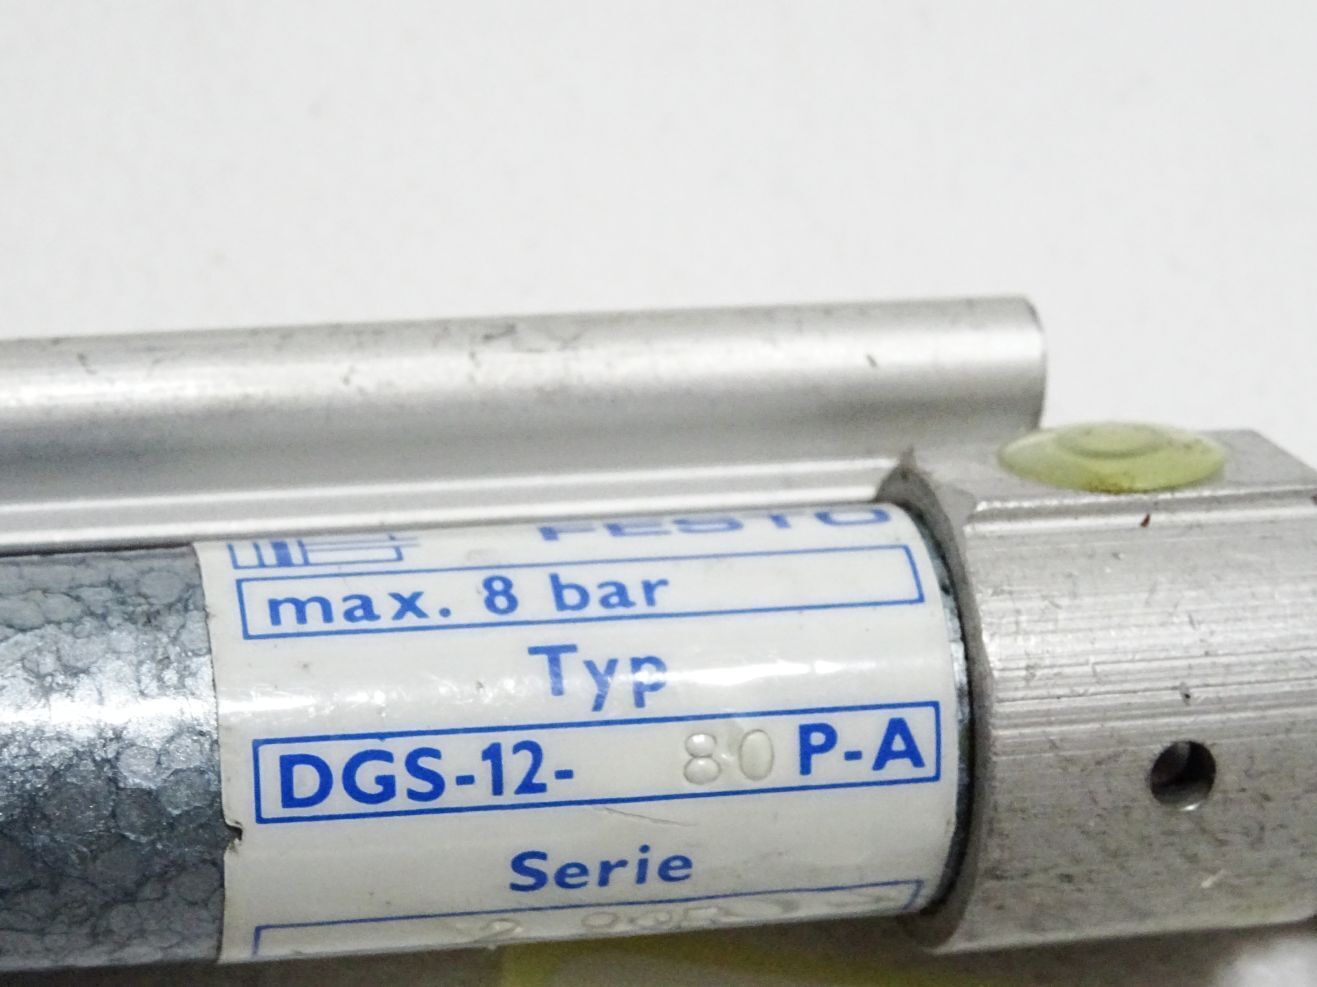 FESTO
max. 8 bar
Typ
DGS-12- 80 P-A
Serie